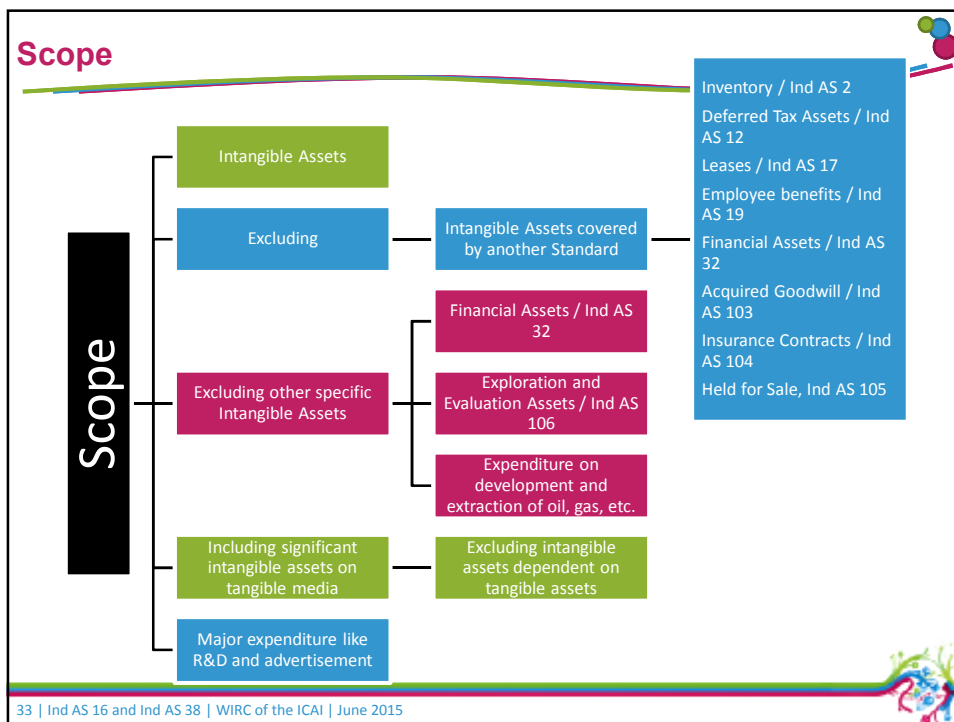 Scope
Scope
Intangible Assets
Excluding
Intangible Assets covered
by another Standard
Inventory / Ind AS 2
Deferred Tax Assets / Ind
AS 12
Leases / Ind AS 17
Employee benefits / Ind
AS 19
Financial Assets / Ind AS
32
Acquired Goodwill / Ind
AS 103
Insurance Contracts / Ind
AS 104
Held for Sale, Ind AS 105
Excluding other specific
Intangible Assets
Financial Assets / Ind AS
32
Exploration and
Evaluation Assets / Ind AS
106
Expenditure on
development and
extraction of oil, gas, etc.
Including significant
intangible assets on
tangible media
Excluding intangible
assets dependent on
tangible assets
Major expenditure like
R&D and advertisement
33 | Ind AS 16 and Ind AS 38 | WIRC of the ICAI | June 2015